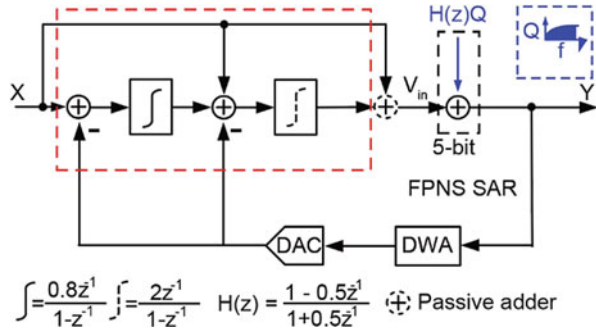 H(z)Q
Q
f
X
V_in
Y
5-bit
FPNS SAR
DAC
DWA
∫=0.8z⁻¹/1-z⁻¹ ∫=2z⁻¹/1-z⁻¹ H(z) = 1 - 0.5z⁻¹/1+0.5z⁻¹ Passive adder